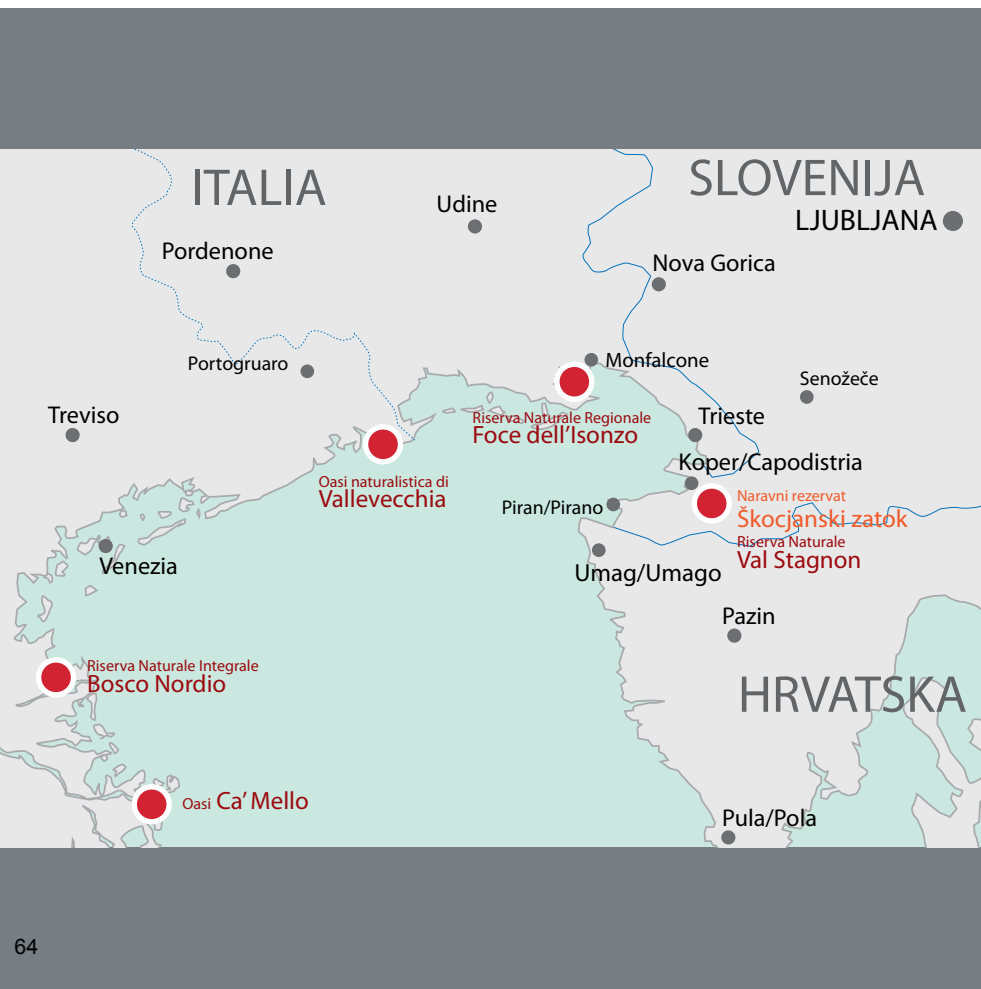 ITALIA
SLOVENIJA
Udine
LJUBLJANA
Pordenone
Nova Gorica
Portogruaro
Monfalcone
Senožeče
Treviso
Riserva Naturale Regionale
Foce dell'Isonzo
Trieste
Koper/Capodistria
Oasi naturalistica di
Vallevecchia
Piran/Pirano
Naravni rezervat
Škocjanski zatok
Riserva Naturale
Val Stagnon
Venezia
Umag/Umago
Pazin
Riserva Naturale Integrale
Bosco Nordio
HRVATSKA
Oasi Ca' Mello
Pula/Pola
64